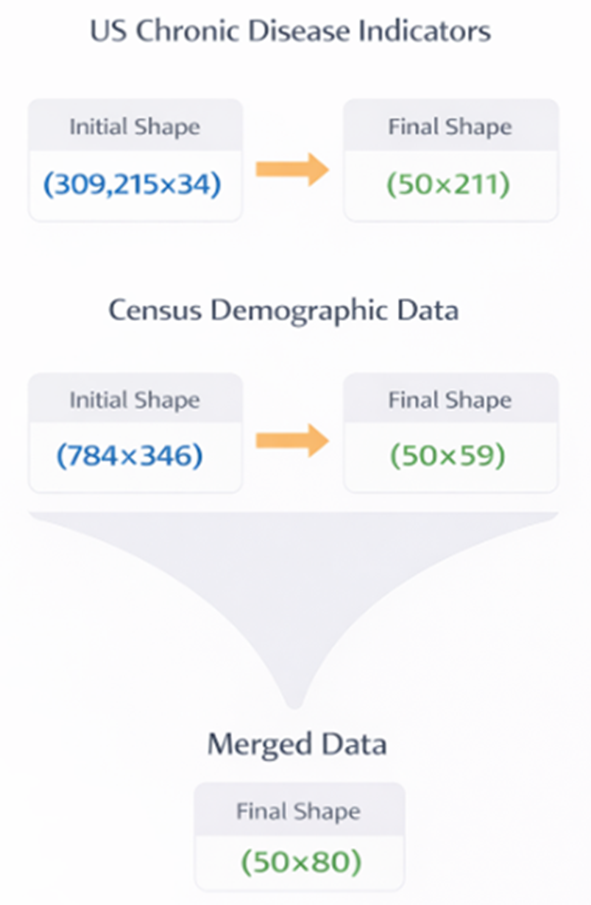 US Chronic Disease Indicators
Initial Shape
Final Shape
(309,215×34)
(50×211)
Census Demographic Data
Initial Shape
Final Shape
(784×346)
(50×59)
Merged Data
Final Shape
(50×80)